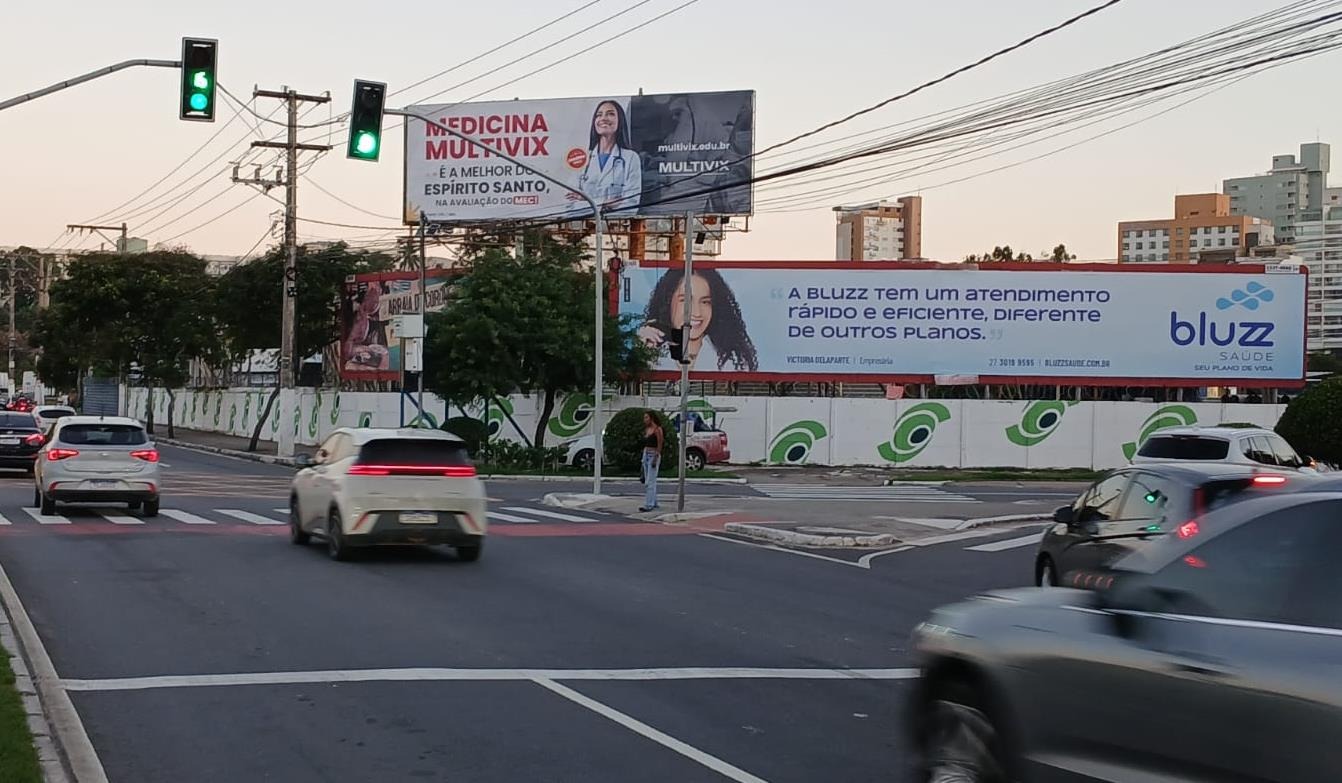 MEDICINA
MULTIVIX
É A MELHOR DO
ESPÍRITO SANTO,
NA AVALIAÇÃO DO MEC!
multivix.edu.br
MULTIVIX
ARRAIÁ D
A BLUZZ TEM UM ATENDIMENTO
RÁPIDO E EFICIENTE, DIFERENTE
DE OUTROS PLANOS.
VICTORIA DELAPARTE | Empresária
27 3019 9595 | BLUZZSAUDE.COM.BR
bluzz
SAÚDE
SEU PLANO DE VIDA